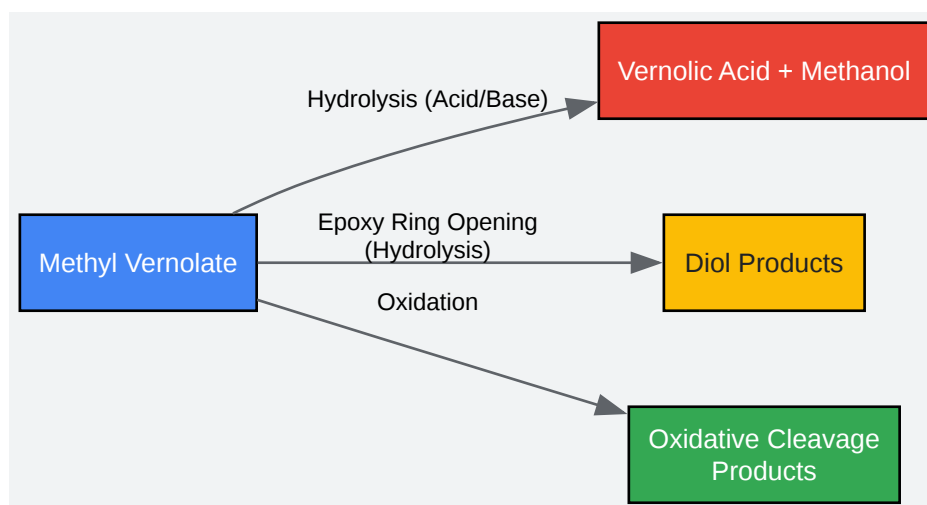 Vernolic Acid + Methanol
Hydrolysis (Acid/Base)
Methyl Vernolate
Epoxy Ring Opening
(Hydrolysis)
Diol Products
Oxidation
Oxidative Cleavage
Products